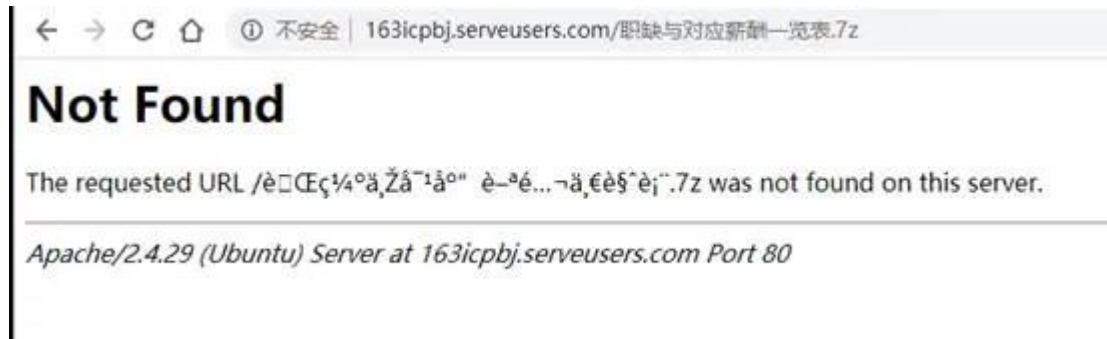 不安全 | 163icpbj.serveusers.com/职缺与对应薪酬一览表.7z
Not Found
The requested URL /è□Œç¼ºä¸Žå¯¹åº” è–ªé…¬ä¸€è§ˆè¡¨.7z was not found on this server.
Apache/2.4.29 (Ubuntu) Server at 163icpbj.serveusers.com Port 80